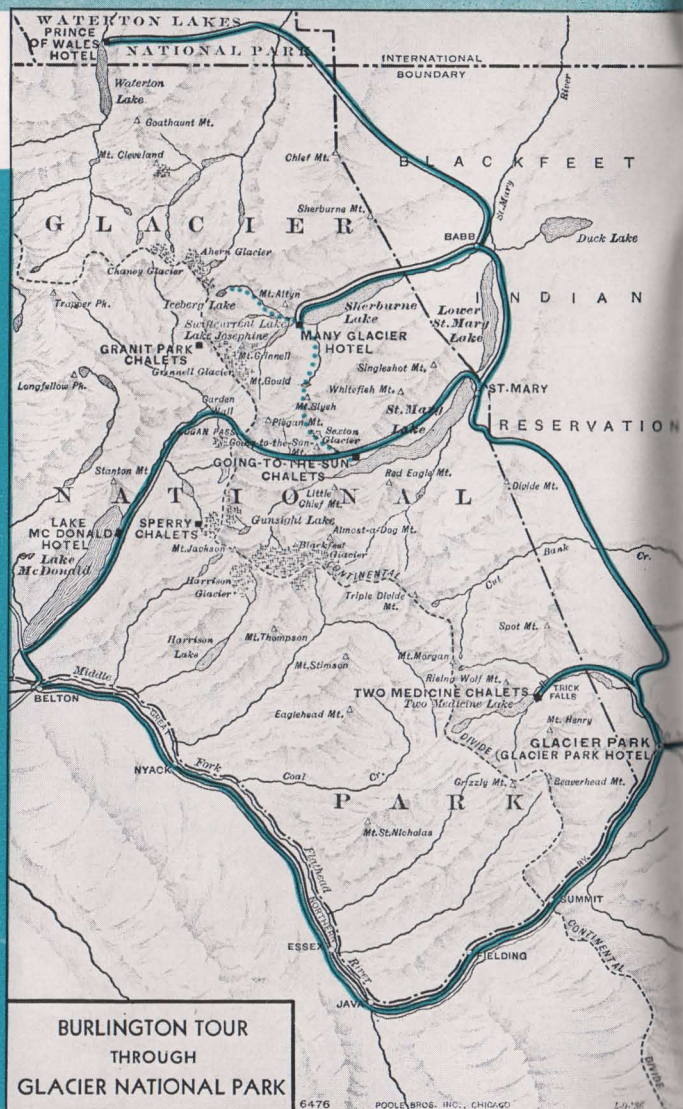 WATERTON LAKES
PRINCE
OF WALES
HOTEL
NATIONAL PARK
INTERNATIONAL
BOUNDARY
River
Waterton
Lake
Goathaunt Mt.
Mt. Cleveland
Chief Mt.
BLACKFEET
St. Mary
Sherburne Mt.
GLACIER
BABB
Duck Lake
Ahern Glacier
Chaney Glacier
Trapper Pk.
Iceberg Lake
Mt. Altyn
Sherburne
Lake
Lower
St. Mary
Lake
INDIAN
Swiftcurrent Lake
Lake Josephine
MANY GLACIER
HOTEL
GRANIT PARK
CHALETS
Mt. Grinnell
Grinnell Glacier
Singleshot Mt.
Longfellow Pk.
Mt. Gould
Whitefish Mt.
ST. MARY
Garden
Wall
Mt. Siyeh
St. Mary
Lake
Piegan Mt.
RESERVATION
LOGAN PASS
Sexton
Glacier
Going-to-the-Sun
Mt.
GOING-TO-THE-SUN
CHALETS
Stanton Mt
Red Eagle Mt.
Divide Mt.
NATIONAL
Little
Chief Mt.
LAKE
MC DONALD
HOTEL
SPERRY
CHALETS
Gunsight Lake
Almost-a-Dog Mt.
Lake
McDonald
Mt. Jackson
Blackfeet
Glacier
Cut Bank Cr.
Harrison
Glacier
CONTINENTAL
Triple Divide
Mt.
Spot Mt.
Harrison
Lake
Mt. Thompson
Mt. Stimson
Mt. Morgan
Rising Wolf Mt.
Middle
BELTON
TWO MEDICINE CHALETS
Two Medicine Lake
TRICK
FALLS
GREAT
Eaglehead Mt.
Mt. Henry
DIVIDE
GLACIER PARK
(GLACIER PARK HOTEL)
NYACK
Fork
Coal Cr.
Grizzly Mt.
Beaverhead Mt.
PARK
Mt. St. Nicholas
Flathead
RY.
NORTHERN
SUMMIT
ESSEX
River
FIELDING
CONTINENTAL
JAVA
DIVIDE
BURLINGTON TOUR
THROUGH
GLACIER NATIONAL PARK
6476
POOLE BROS. INC., CHICAGO